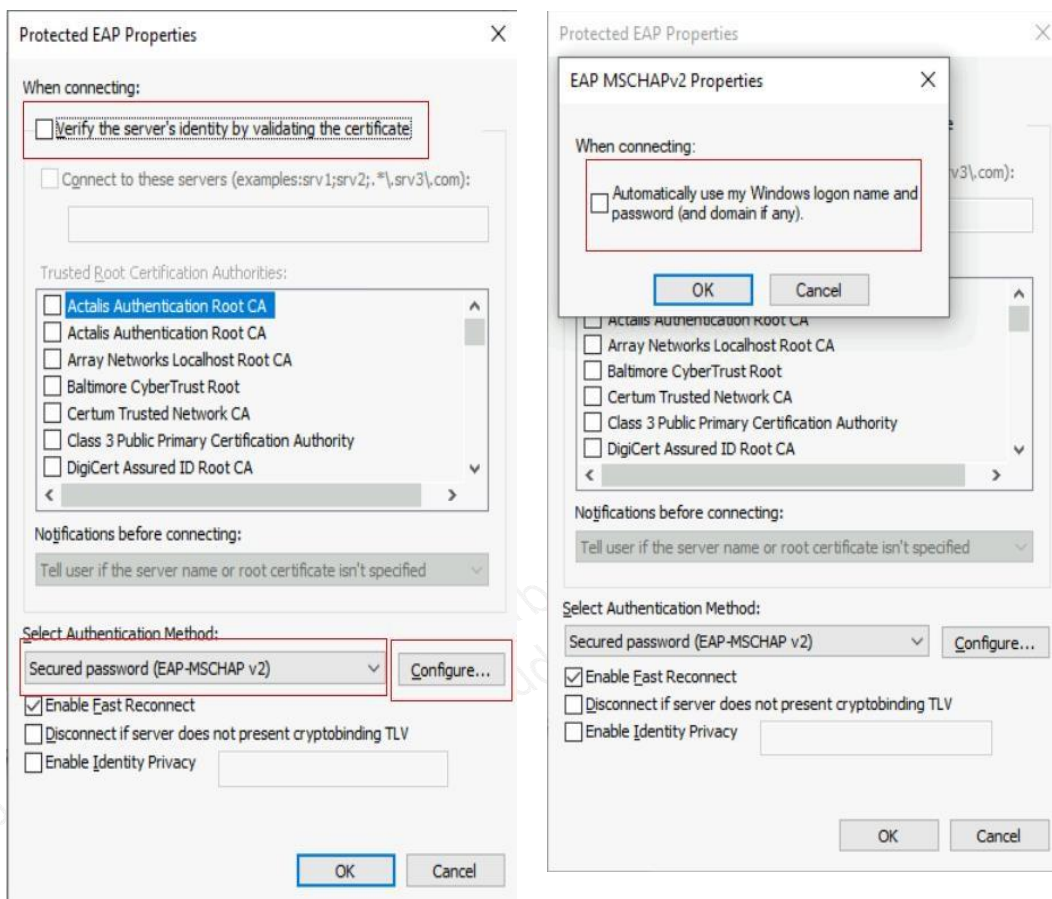 Protected EAP Properties
When connecting:
Verify the server's identity by validating the certificate
Connect to these servers (examples:srv1;srv2;.*\.srv3\.com):
Trusted Root Certification Authorities:
Actalis Authentication Root CA
Actalis Authentication Root CA
Array Networks Localhost Root CA
Baltimore CyberTrust Root
Certum Trusted Network CA
Class 3 Public Primary Certification Authority
DigiCert Assured ID Root CA
Notifications before connecting:
Tell user if the server name or root certificate isn't specified
Select Authentication Method:
Secured password (EAP-MSCHAP v2)
Configure...
Enable Fast Reconnect
Disconnect if server does not present cryptobinding TLV
Enable Identity Privacy
OK Cancel
Protected EAP Properties
EAP MSCHAPv2 Properties
When connecting:
Automatically use my Windows logon name and
password (and domain if any).
OK Cancel
v3\.com):
Actalis Authentication Root CA
Array Networks Localhost Root CA
Baltimore CyberTrust Root
Certum Trusted Network CA
Class 3 Public Primary Certification Authority
DigiCert Assured ID Root CA
Notifications before connecting:
Tell user if the server name or root certificate isn't specified
Select Authentication Method:
Secured password (EAP-MSCHAP v2)
Configure...
Enable Fast Reconnect
Disconnect if server does not present cryptobinding TLV
Enable Identity Privacy
OK Cancel